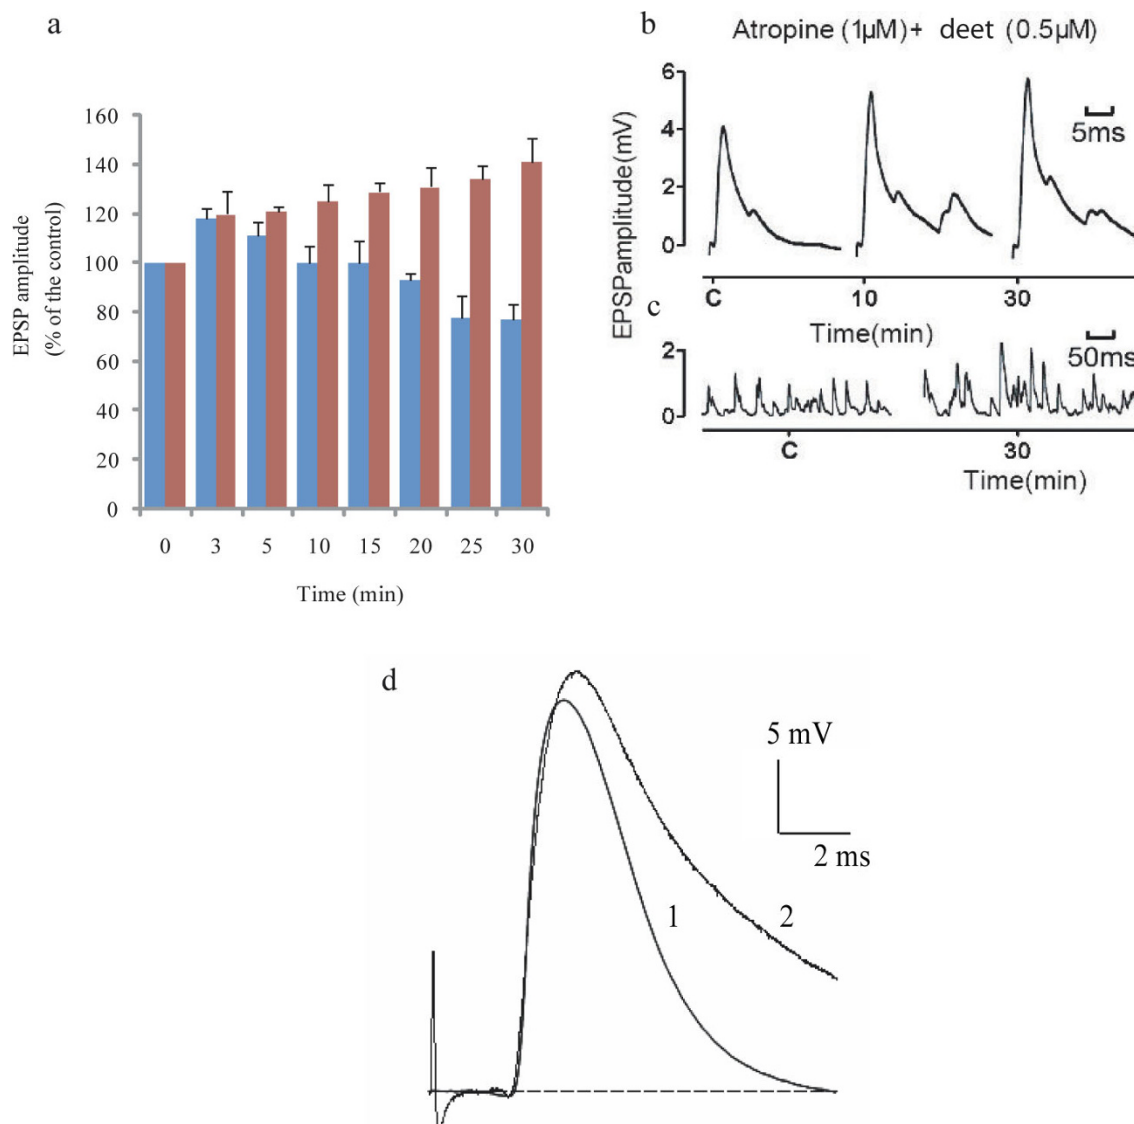 a
160
140
120
100
80
60
40
20
0
EPSP amplitude
(% of the control)
0 3 5 10 15 20 25 30
Time (min)
b
Atropine (1µM)+ deet (0.5µM)
6
4
2
0
EPSPamplitude(mV)
5ms
C 10 30
Time(min)
c
50ms
2
0
C 30
Time(min)
d
5 mV
2 ms
1 2